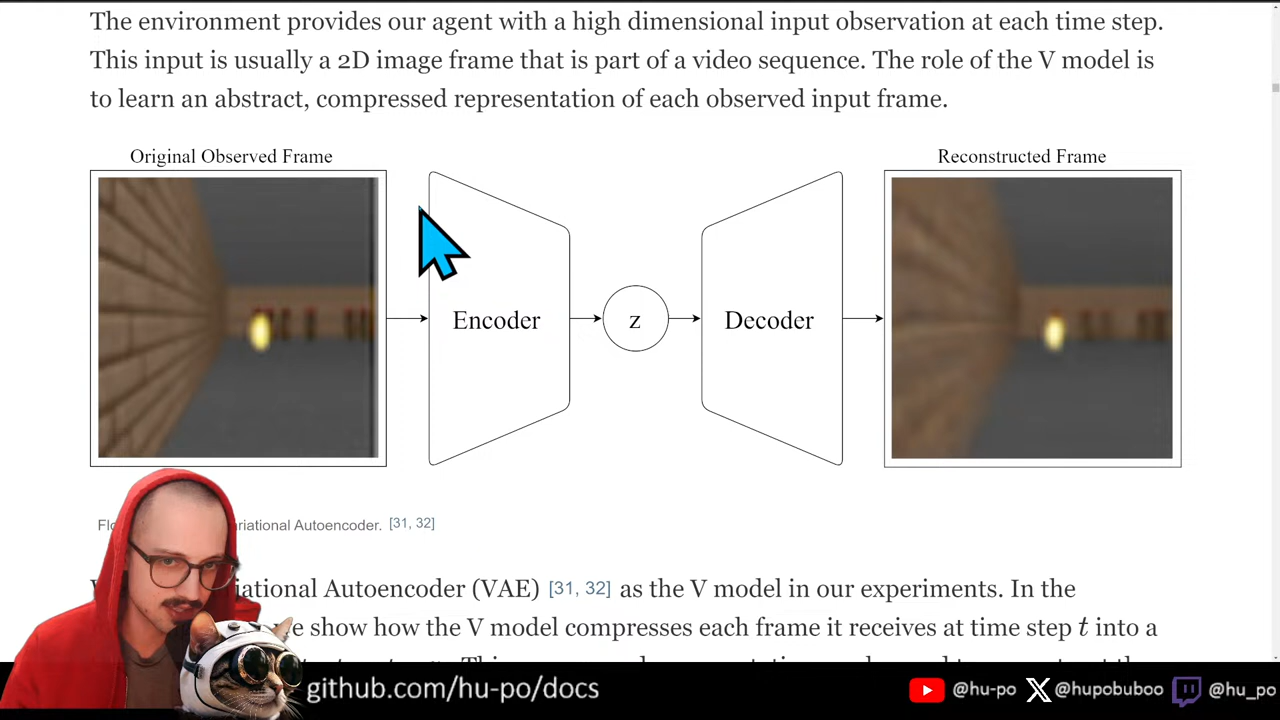 The environment provides our agent with a high dimensional input observation at each time step.
This input is usually a 2D image frame that is part of a video sequence. The role of the V model is
to learn an abstract, compressed representation of each observed input frame.
Original Observed Frame
Reconstructed Frame
Encoder
z
Decoder
riational Autoencoder. [31, 32]
iational Autoencoder (VAE) [31, 32] as the V model in our experiments. In the
we show how the V model compresses each frame it receives at time step t into a
github.com/hu-po/docs
@hu-po
@hupobuboo
@hu_po